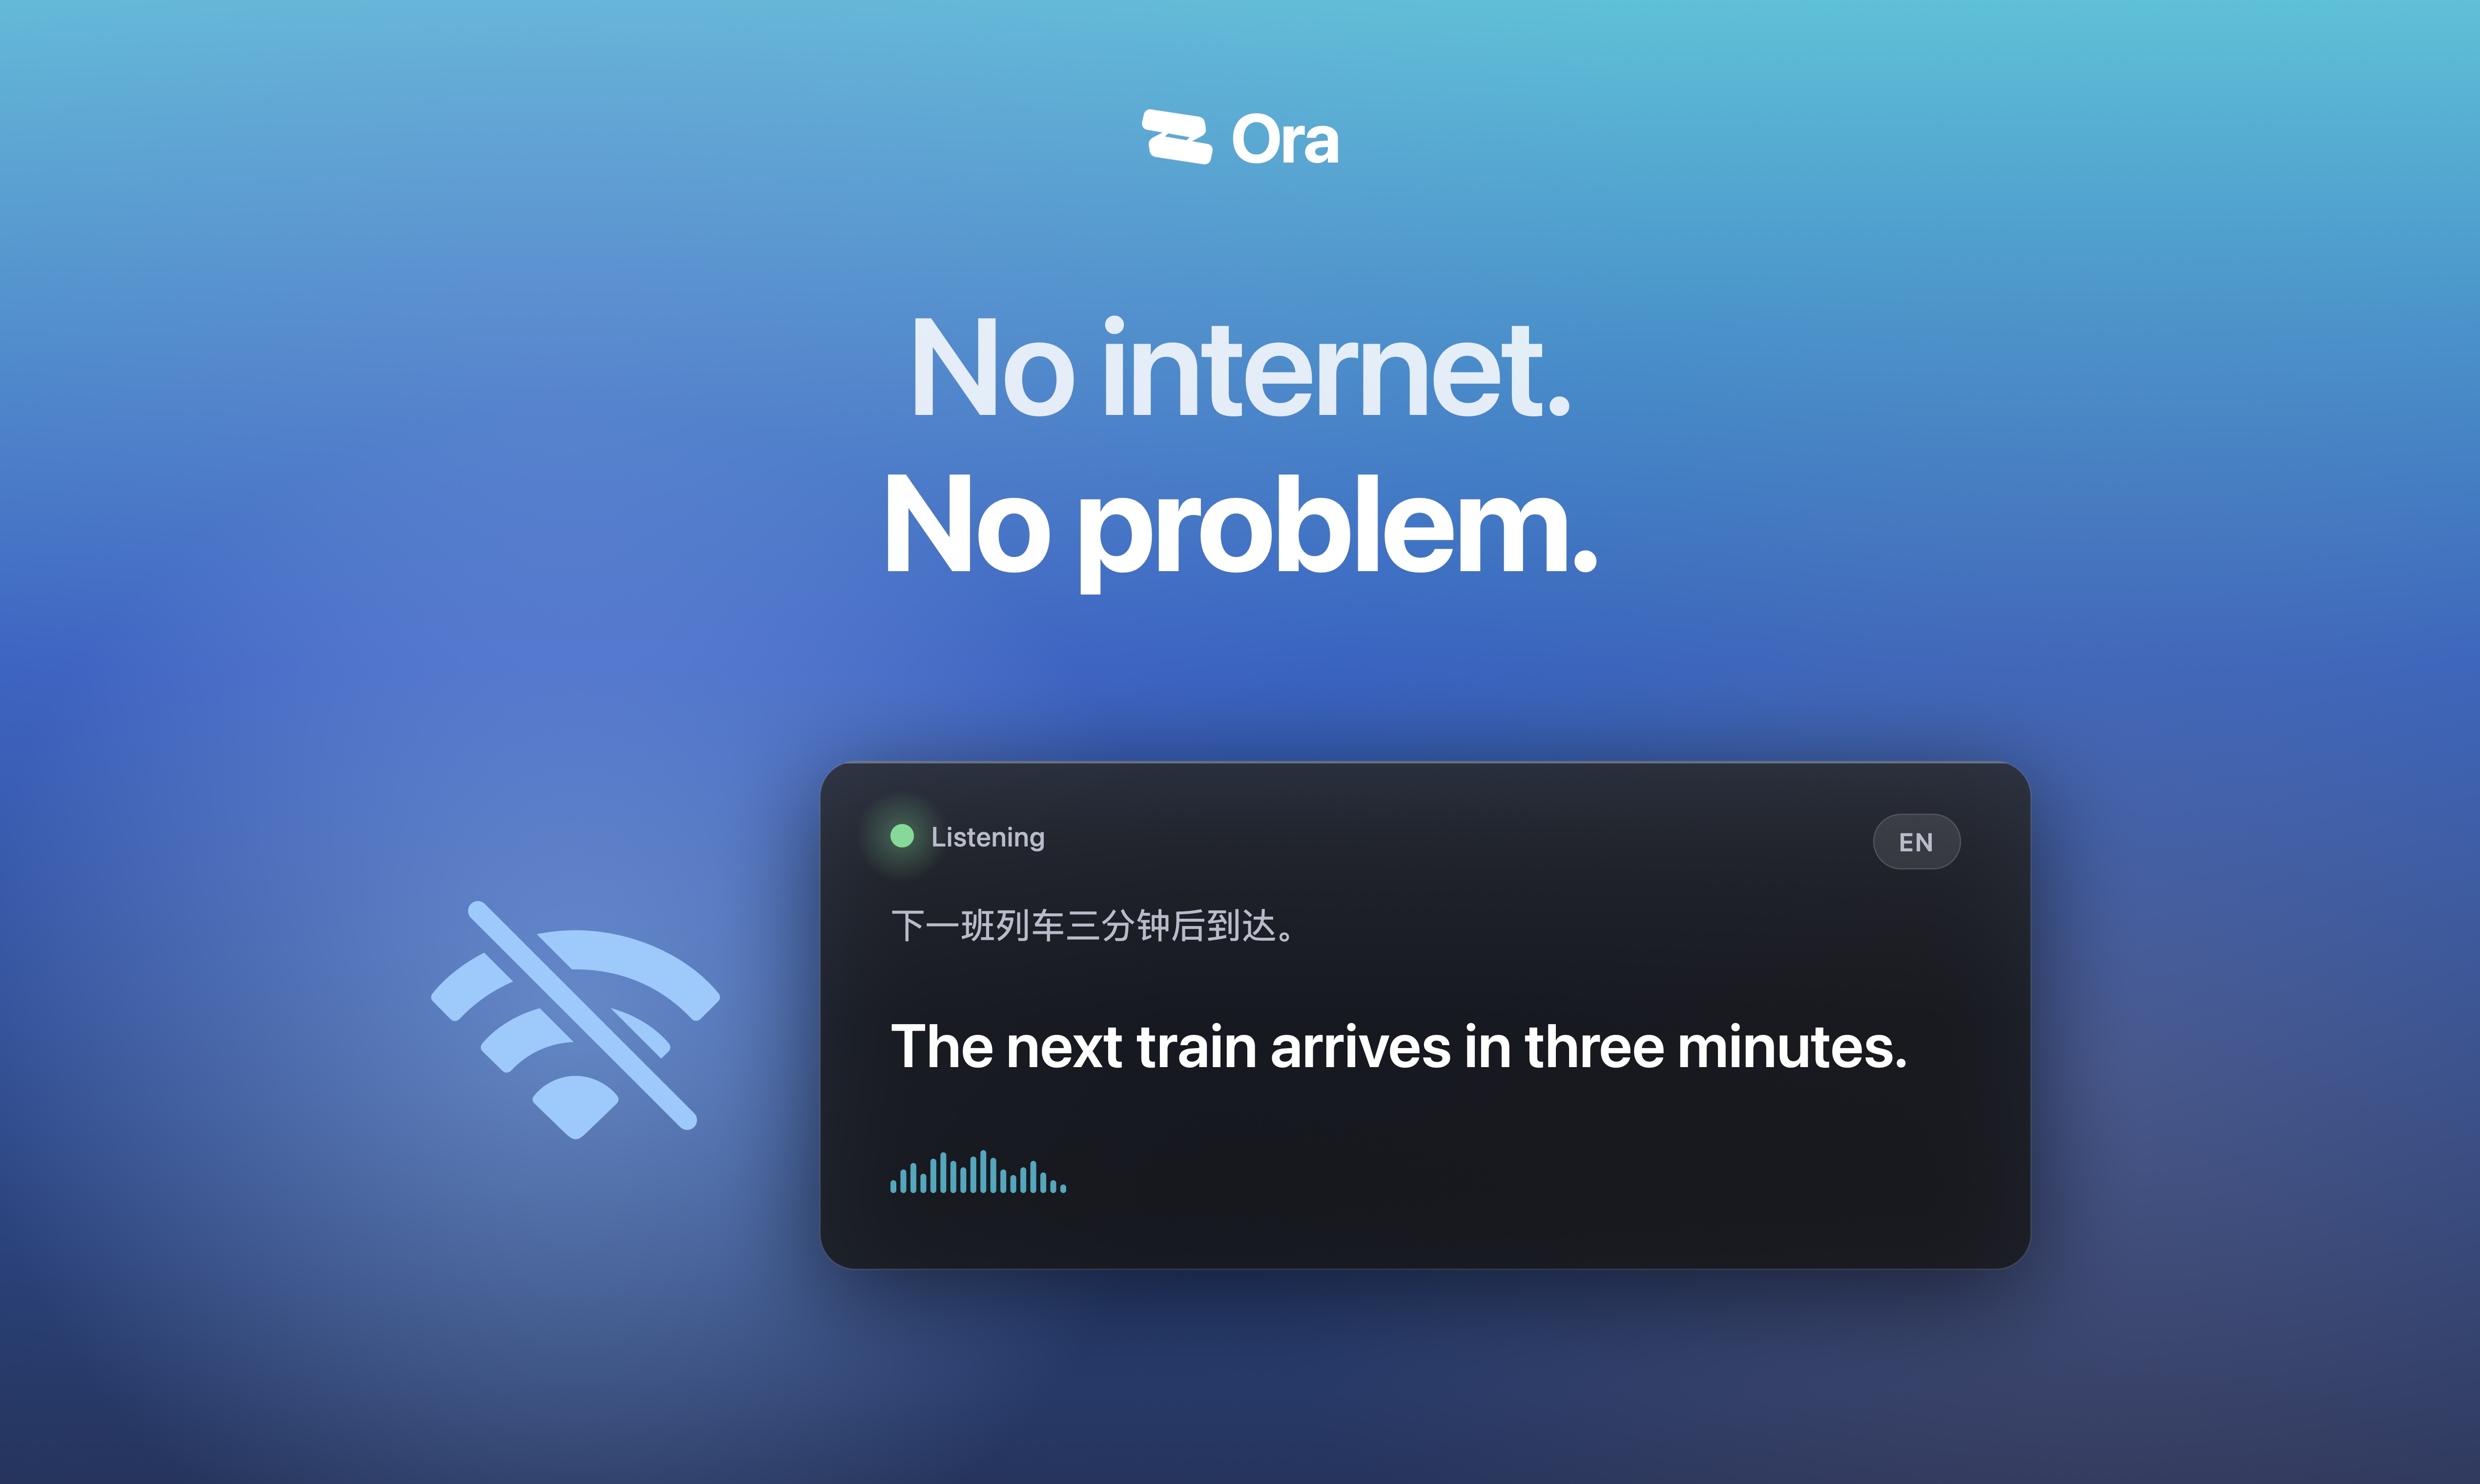 Ora
No internet.
No problem.
Listening
EN
下一班列车三分钟后到达。
The next train arrives in three minutes.